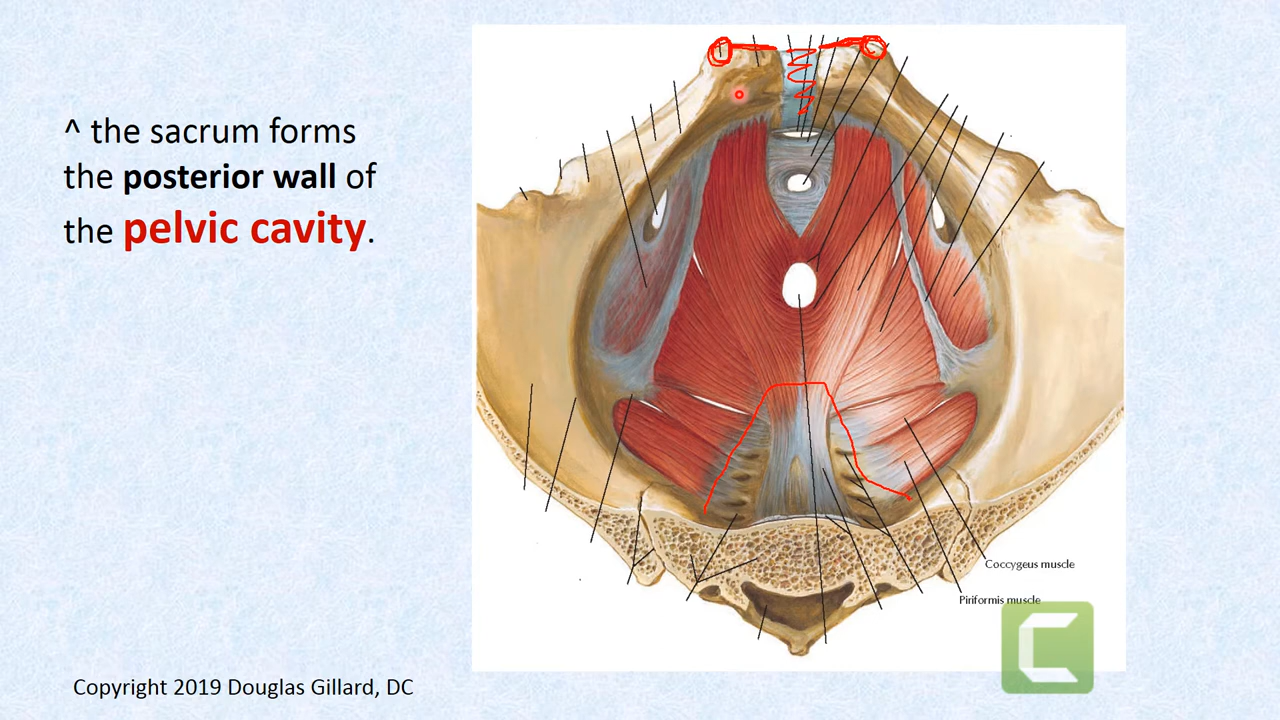 ^ the sacrum forms
the posterior wall of
the pelvic cavity.
Coccygeus muscle
Piriformis muscle
Copyright 2019 Douglas Gillard, DC